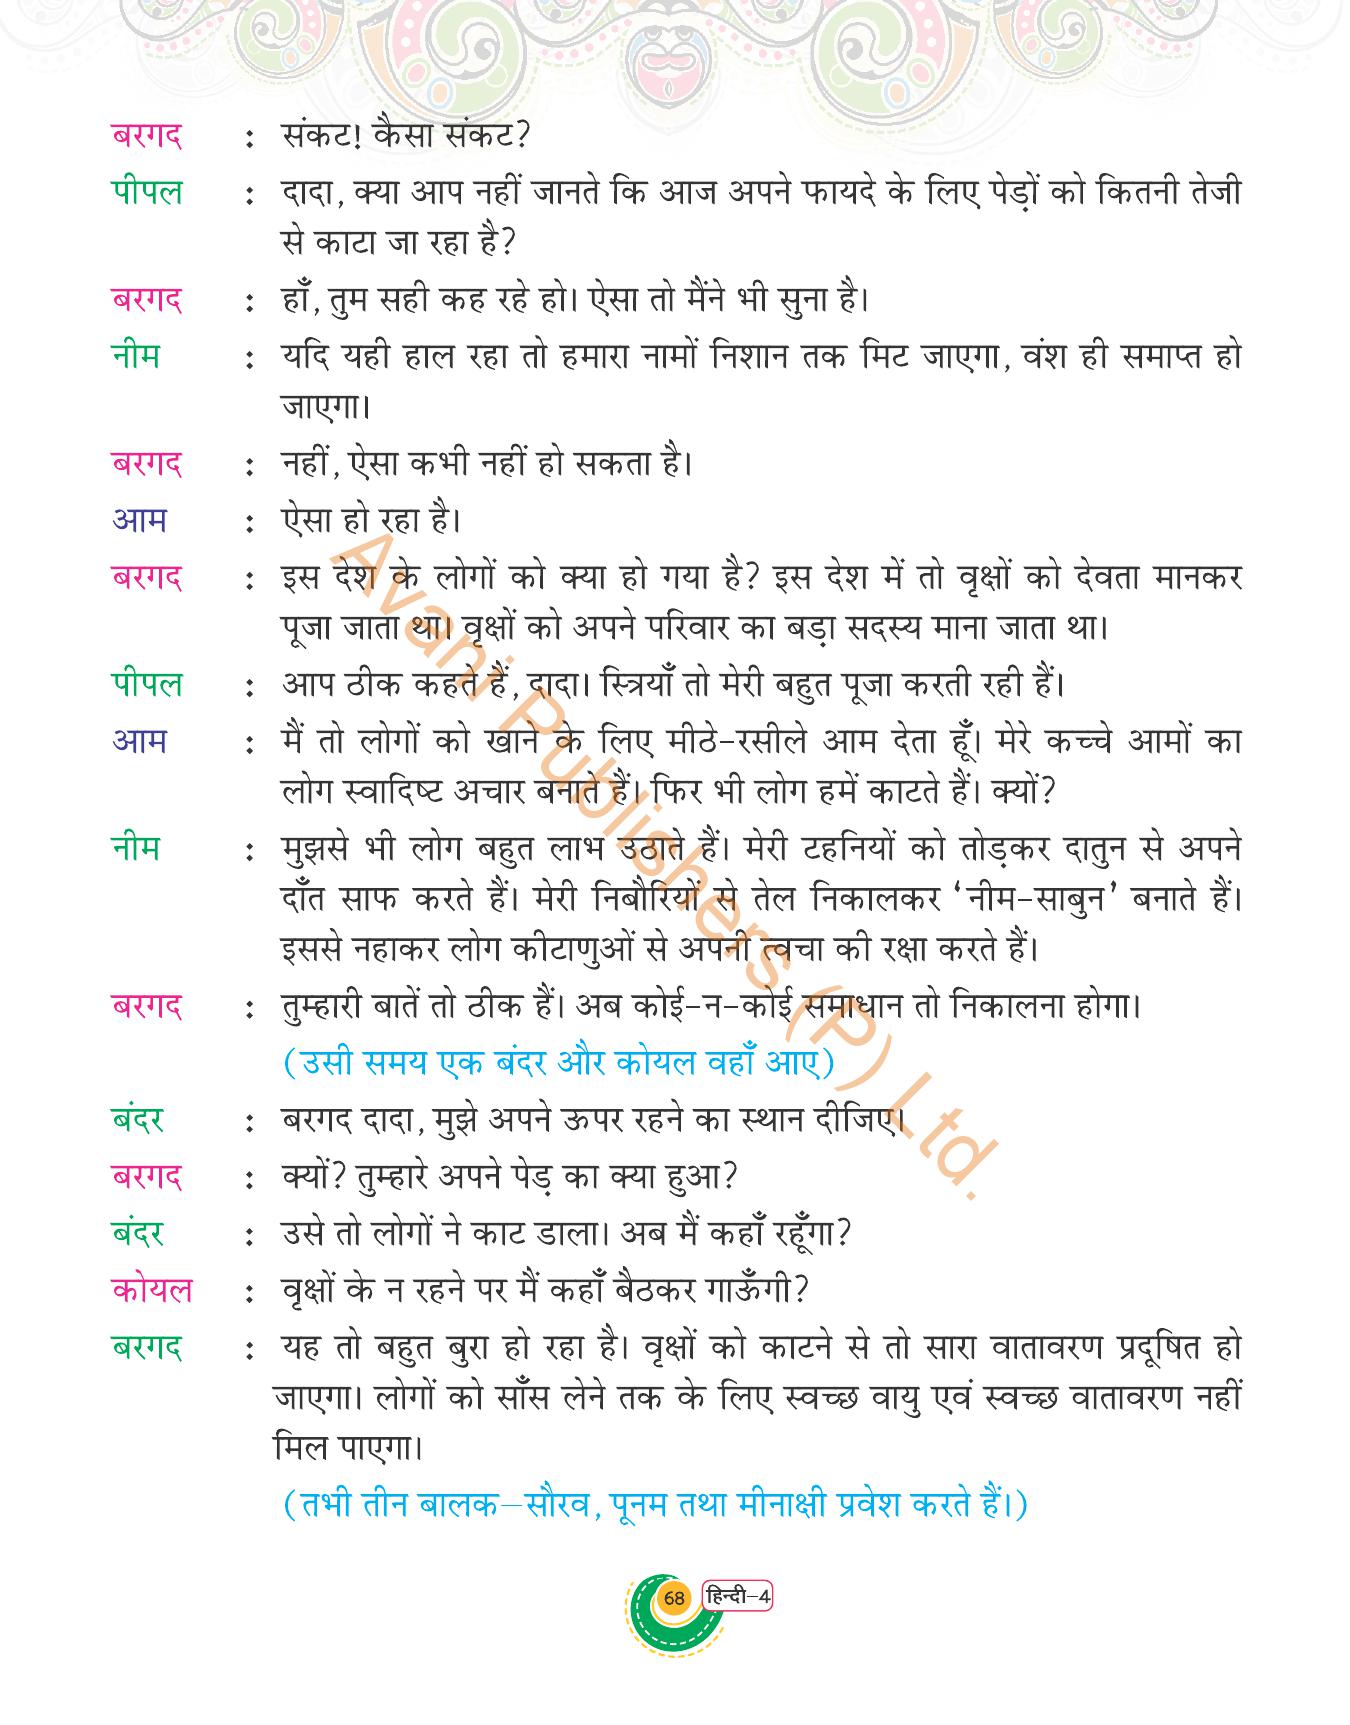 बरगद : संकट! कैसा संकट?
पीपल : दादा, क्या आप नहीं जानते कि आज अपने फायदे के लिए पेड़ों को कितनी तेजी
से काटा जा रहा है?
बरगद : हाँ, तुम सही कह रहे हो। ऐसा तो मैंने भी सुना है।
नीम : यदि यही हाल रहा तो हमारा नामों निशान तक मिट जाएगा, वंश ही समाप्त हो
जाएगा।
बरगद : नहीं, ऐसा कभी नहीं हो सकता है।
आम : ऐसा हो रहा है।
बरगद : इस देश के लोगों को क्या हो गया है? इस देश में तो वृक्षों को देवता मानकर
पूजा जाता था। वृक्षों को अपने परिवार का बड़ा सदस्य माना जाता था।
पीपल : आप ठीक कहते हैं, दादा। स्त्रियाँ तो मेरी बहुत पूजा करती रही हैं।
आम : मैं तो लोगों को खाने के लिए मीठे-रसीले आम देता हूँ। मेरे कच्चे आमों का
लोग स्वादिष्ट अचार बनाते हैं। फिर भी लोग हमें काटते हैं। क्यों?
नीम : मुझसे भी लोग बहुत लाभ उठाते हैं। मेरी टहनियों को तोड़कर दातुन से अपने
दाँत साफ करते हैं। मेरी निबौरियों से तेल निकालकर ‘नीम-साबुन’ बनाते हैं।
इससे नहाकर लोग कीटाणुओं से अपनी त्वचा की रक्षा करते हैं।
बरगद : तुम्हारी बातें तो ठीक हैं। अब कोई-न-कोई समाधान तो निकालना होगा।
(उसी समय एक बंदर और कोयल वहाँ आए)
बंदर : बरगद दादा, मुझे अपने ऊपर रहने का स्थान दीजिए।
बरगद : क्यों? तुम्हारे अपने पेड़ का क्या हुआ?
बंदर : उसे तो लोगों ने काट डाला। अब मैं कहाँ रहूँगा?
कोयल : वृक्षों के न रहने पर मैं कहाँ बैठकर गाऊँगी?
बरगद : यह तो बहुत बुरा हो रहा है। वृक्षों को काटने से तो सारा वातावरण प्रदूषित हो
जाएगा। लोगों को साँस लेने तक के लिए स्वच्छ वायु एवं स्वच्छ वातावरण नहीं
मिल पाएगा।
(तभी तीन बालक–सौरव, पूनम तथा मीनाक्षी प्रवेश करते हैं।)
Avani Publishers (P) Ltd.
68 हिन्दी–4